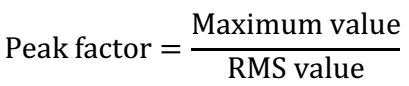 Peak factor = Maximum value / RMS value